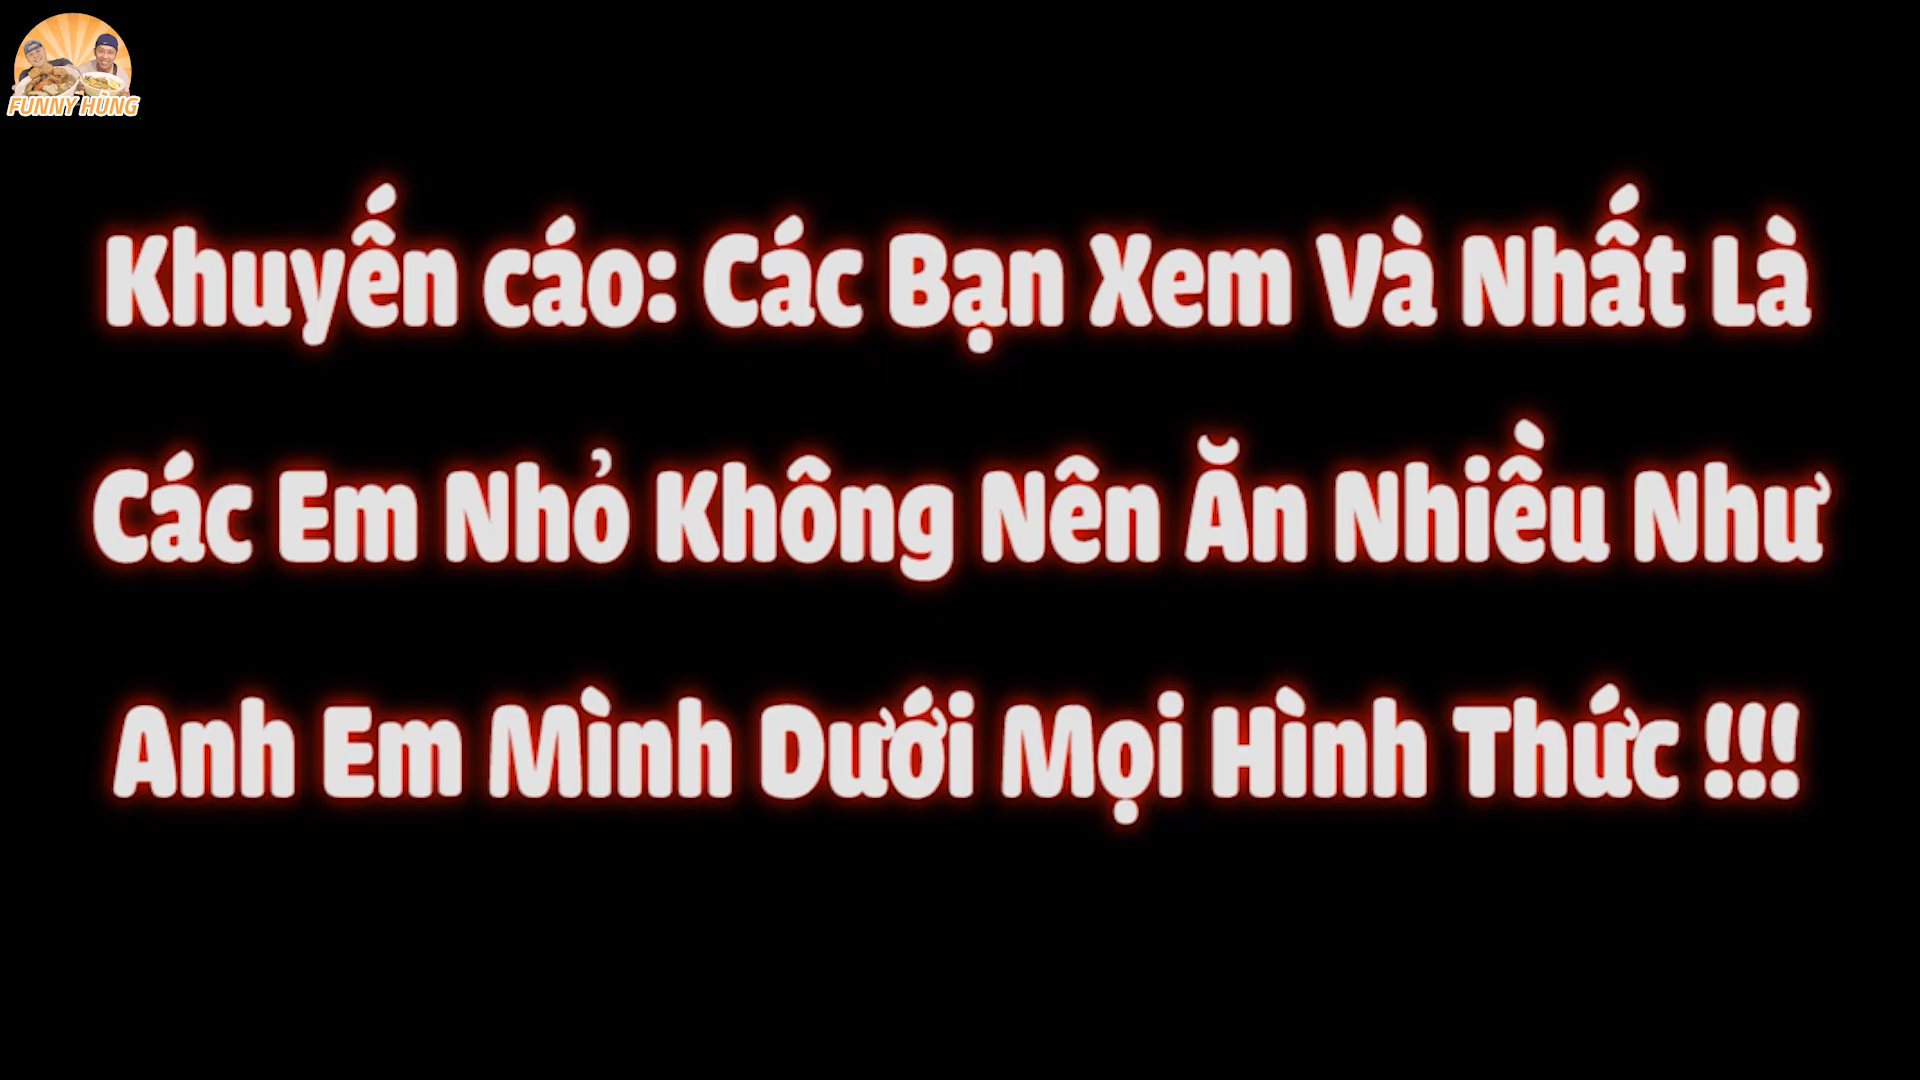 FUNNY HÙNG
Khuyến cáo: Các Bạn Xem Và Nhất Là
Các Em Nhỏ Không Nên Ăn Nhiều Như
Anh Em Mình Dưới Mọi Hình Thức !!!